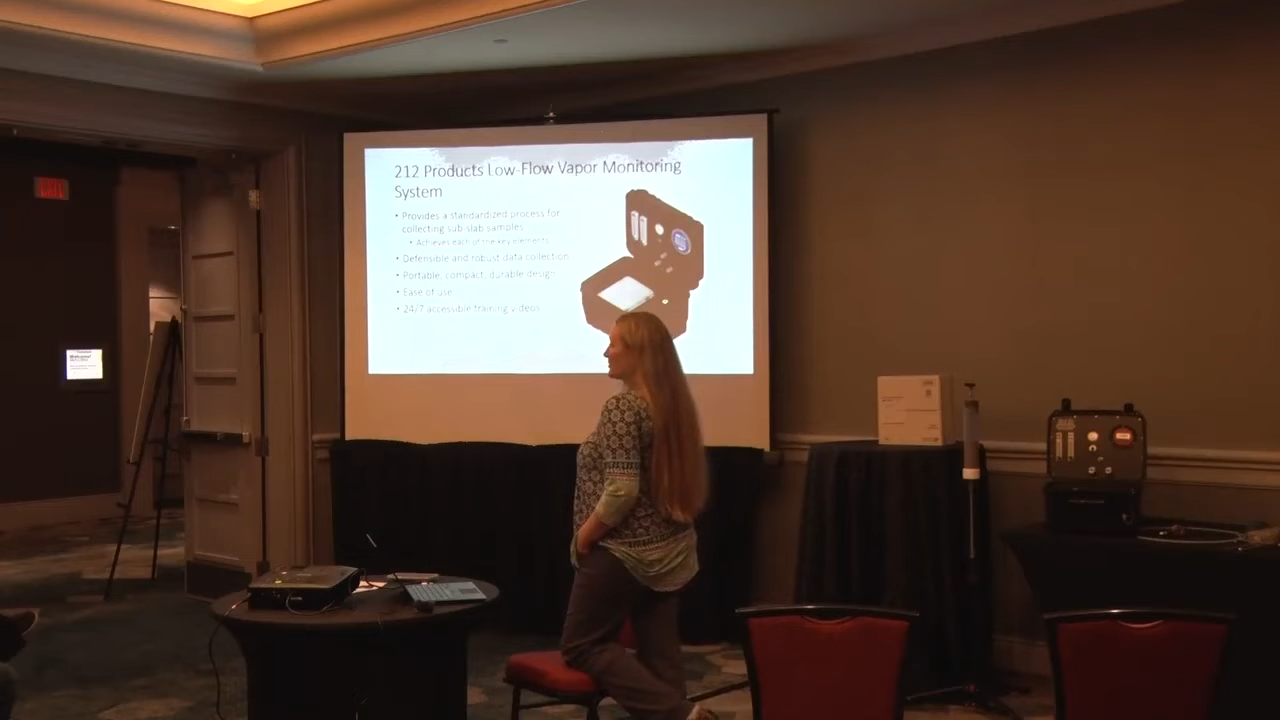 212 Products Low-Flow Vapor Monitoring
System
• Provides a standardized process for
collecting sub-slab samples
• Achieves each of the key elements
• Defensible and robust data collection
• Portable, compact, durable design
• Ease of use
• 24/7 accessible training videos
Welcome!